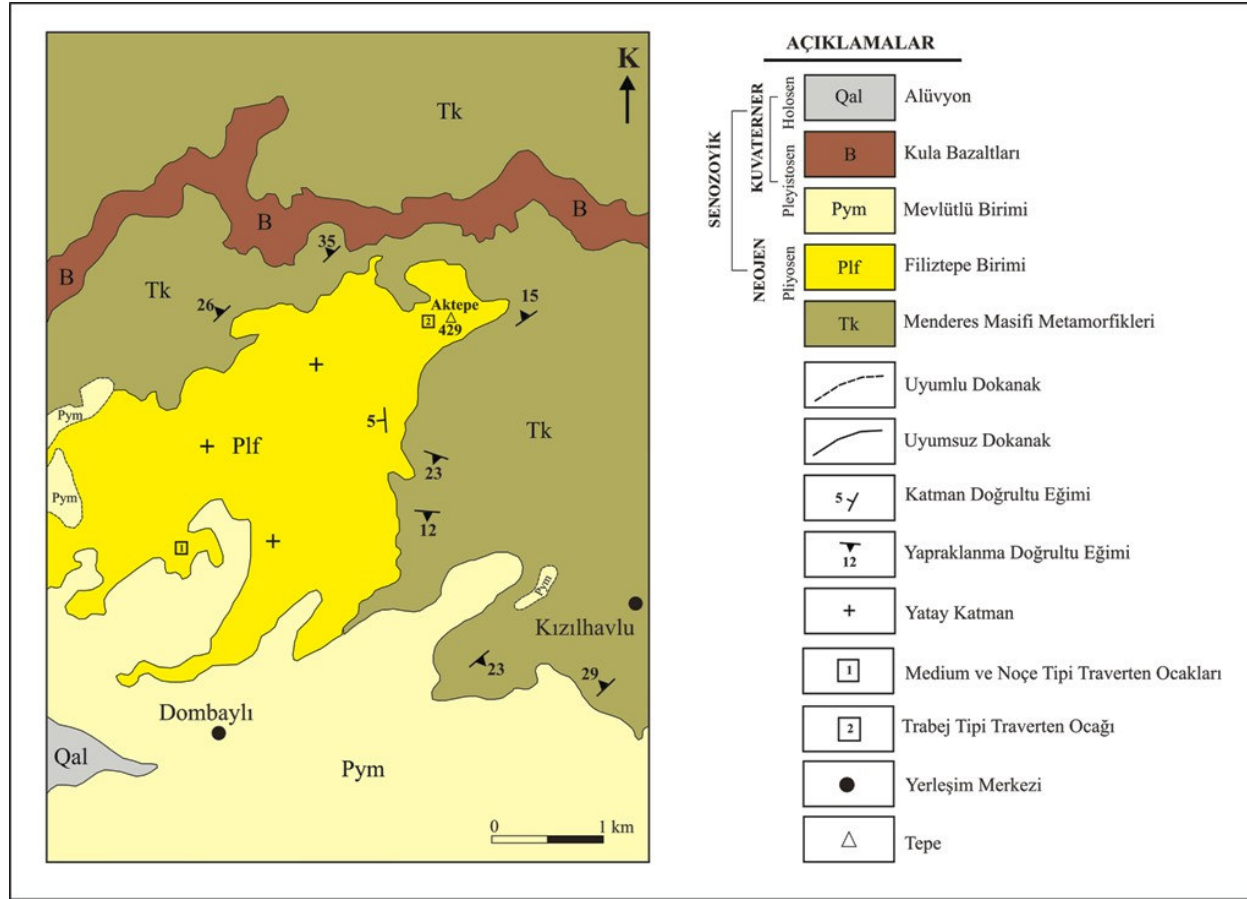 K
Tk
B
B
B
35
Tk
26
Aktepe
2
429
15
Pym
5
Plf
Tk
23
Pym
12
1
Pym
Kızılhavlu
23
29
Dombaylı
Qal
Pym
0 1 km
AÇIKLAMALAR
SENOZOYİK
KUVATERNER
NEOJEN
Holosen
Pleyistosen
Pliyosen
Qal Alüvyon
B Kula Bazaltları
Pym Mevlütlü Birimi
Plf Filiztepe Birimi
Tk Menderes Masifi Metamorfikleri
Uyumlu Dokanak
Uyumsuz Dokanak
5 Katman Doğrultu Eğimi
12 Yapraklanma Doğrultu Eğimi
Yatay Katman
1 Medium ve Noçe Tipi Traverten Ocakları
2 Trabej Tipi Traverten Ocağı
Yerleşim Merkezi
Tepe